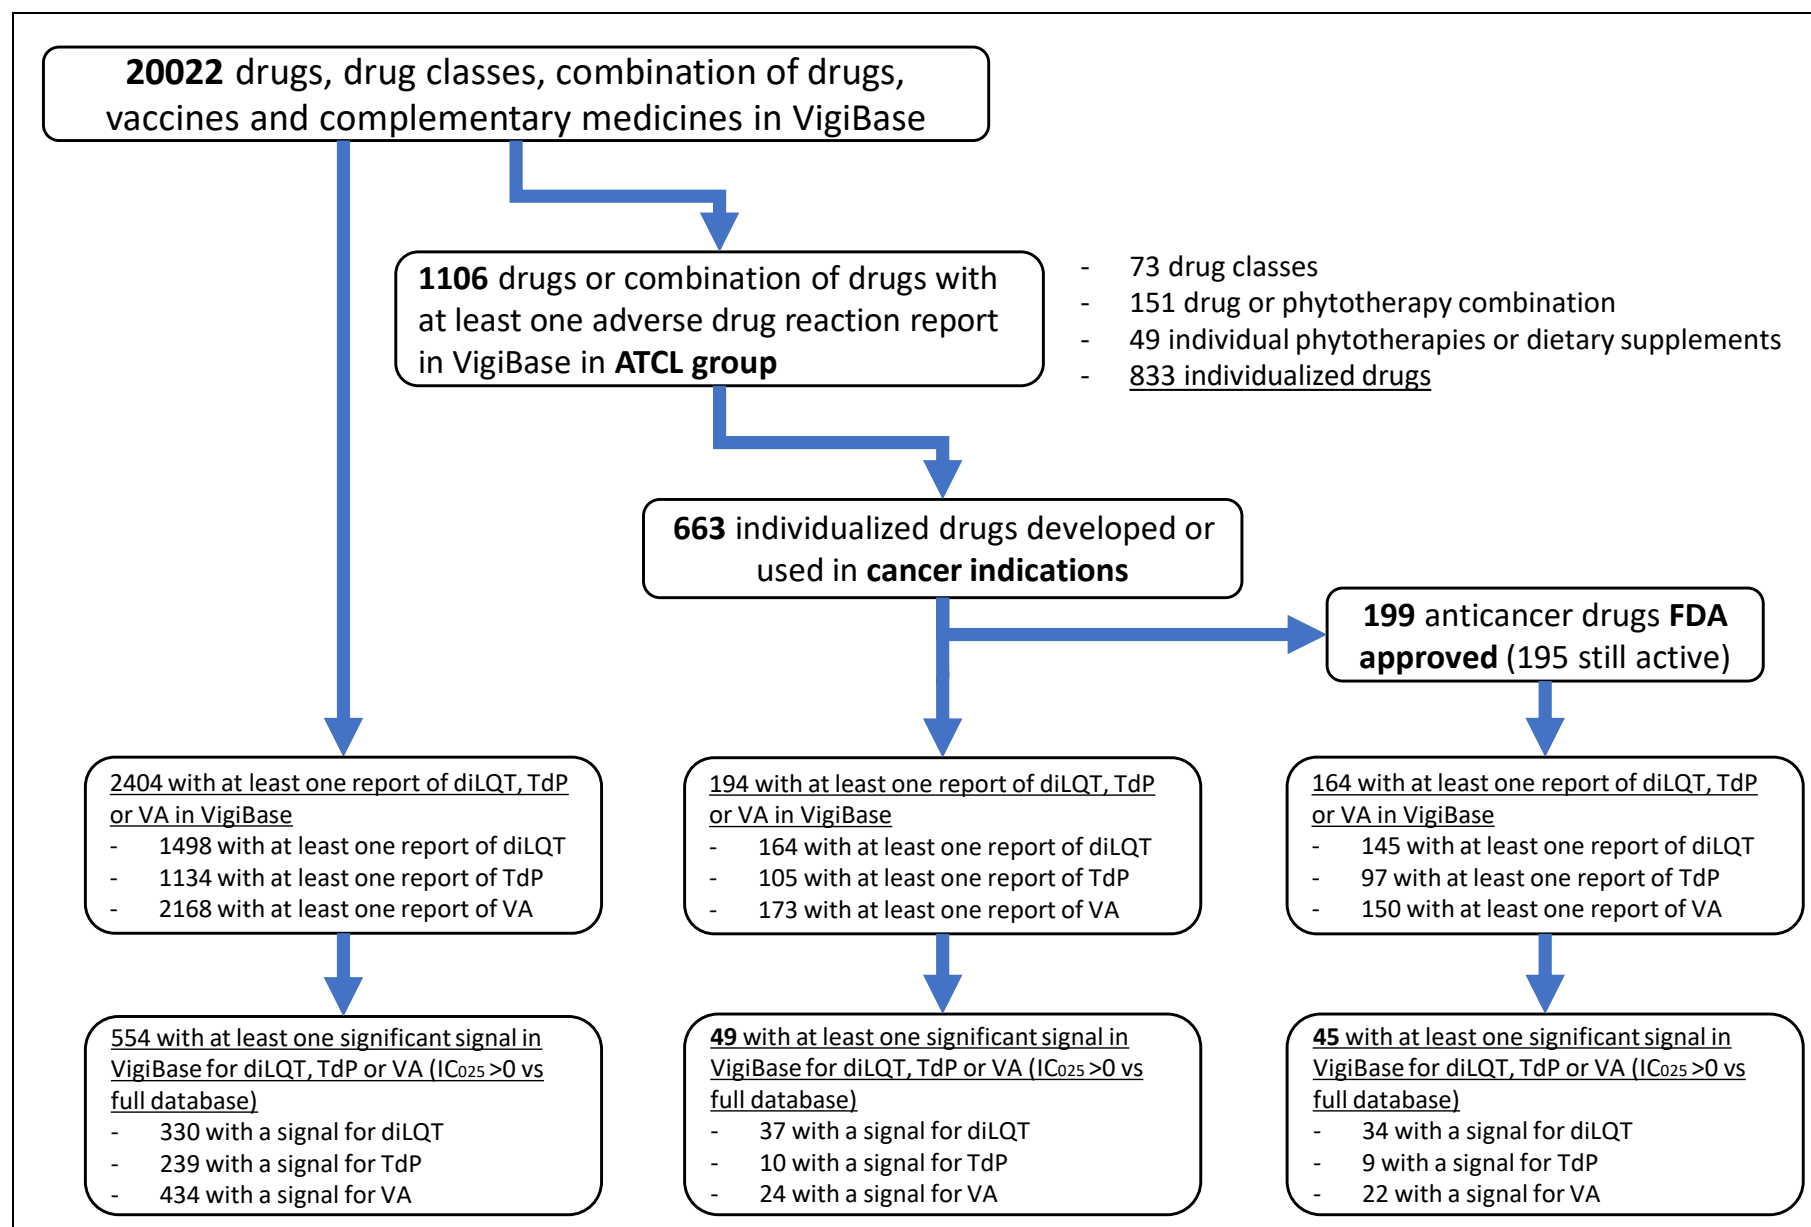 20022 drugs, drug classes, combination of drugs,
vaccines and complementary medicines in VigiBase
1106 drugs or combination of drugs with
at least one adverse drug reaction report
in VigiBase in ATCL group
- 73 drug classes
- 151 drug or phytotherapy combination
- 49 individual phytotherapies or dietary supplements
- 833 individualized drugs
663 individualized drugs developed or
used in cancer indications
199 anticancer drugs FDA
approved (195 still active)
2404 with at least one report of diLQT, TdP
or VA in VigiBase
- 1498 with at least one report of diLQT
- 1134 with at least one report of TdP
- 2168 with at least one report of VA
194 with at least one report of diLQT, TdP
or VA in VigiBase
- 164 with at least one report of diLQT
- 105 with at least one report of TdP
- 173 with at least one report of VA
164 with at least one report of diLQT, TdP
or VA in VigiBase
- 145 with at least one report of diLQT
- 97 with at least one report of TdP
- 150 with at least one report of VA
554 with at least one significant signal in
VigiBase for diLQT, TdP or VA (IC025 >0 vs
full database)
- 330 with a signal for diLQT
- 239 with a signal for TdP
- 434 with a signal for VA
49 with at least one significant signal in
VigiBase for diLQT, TdP or VA (IC025 >0 vs
full database)
- 37 with a signal for diLQT
- 10 with a signal for TdP
- 24 with a signal for VA
45 with at least one significant signal in
VigiBase for diLQT, TdP or VA (IC025 >0 vs
full database)
- 34 with a signal for diLQT
- 9 with a signal for TdP
- 22 with a signal for VA